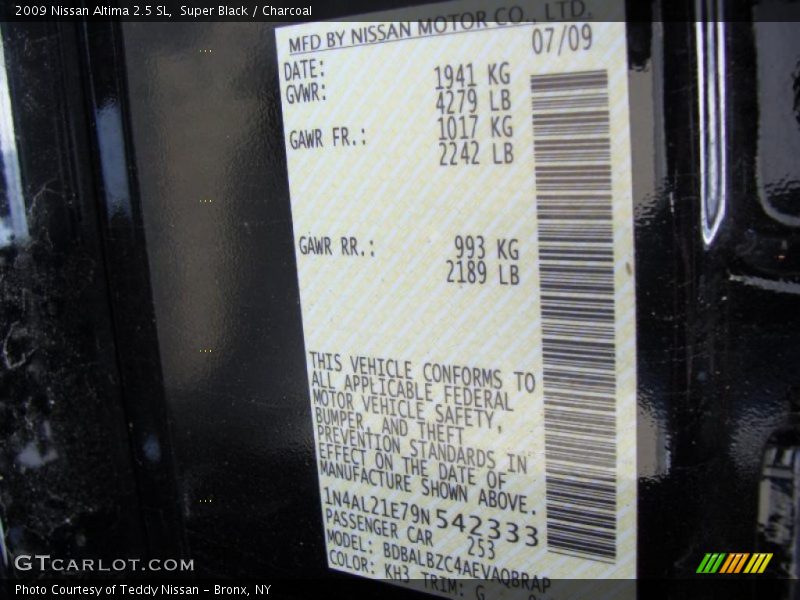 2009 Nissan Altima 2.5 SL, Super Black / Charcoal
MFD BY NISSAN MOTOR CO., LTD.
DATE: 07/09
GVWR: 1941 KG
4279 LB
GAWR FR.: 1017 KG
2242 LB
GAWR RR.: 993 KG
2189 LB
THIS VEHICLE CONFORMS TO
ALL APPLICABLE FEDERAL
MOTOR VEHICLE SAFETY,
BUMPER, AND THEFT
PREVENTION STANDARDS IN
EFFECT ON THE DATE OF
MANUFACTURE SHOWN ABOVE.
1N4AL21E79N542333
PASSENGER CAR 253
MODEL: BDBALBZC4AEVAQBRAP
COLOR: KH3 TRIM: G
GTCARLOT.COM
Photo Courtesy of Teddy Nissan – Bronx, NY